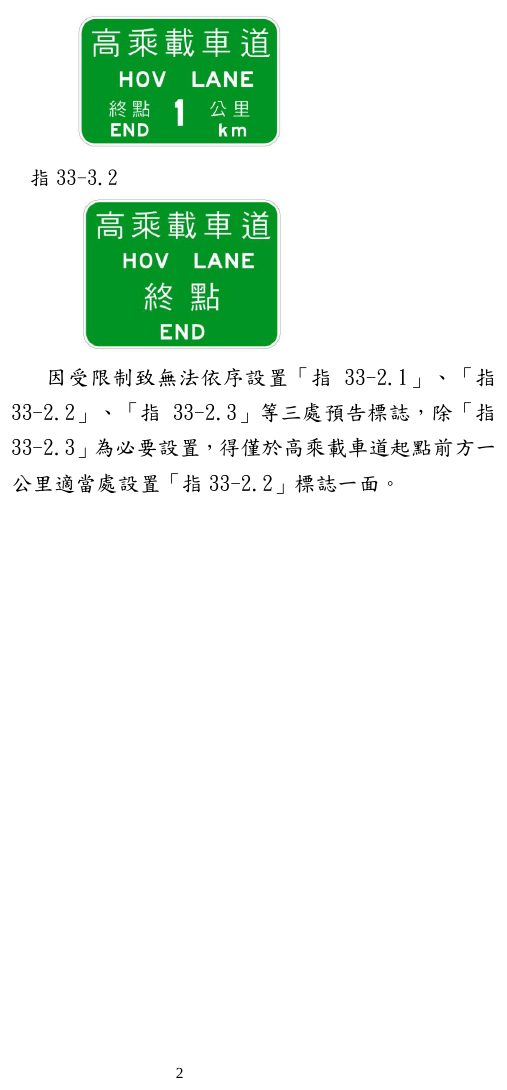 高乘載車道
HOV LANE
終點 1 公里
END km
指 33-3.2
高乘載車道
HOV LANE
終點
END
因受限制致無法依序設置「指 33-2.1」、「指
33-2.2」、「指 33-2.3」等三處預告標誌，除「指
33-2.3」為必要設置，得僅於高乘載車道起點前方一
公里適當處設置「指 33-2.2」標誌一面。
2